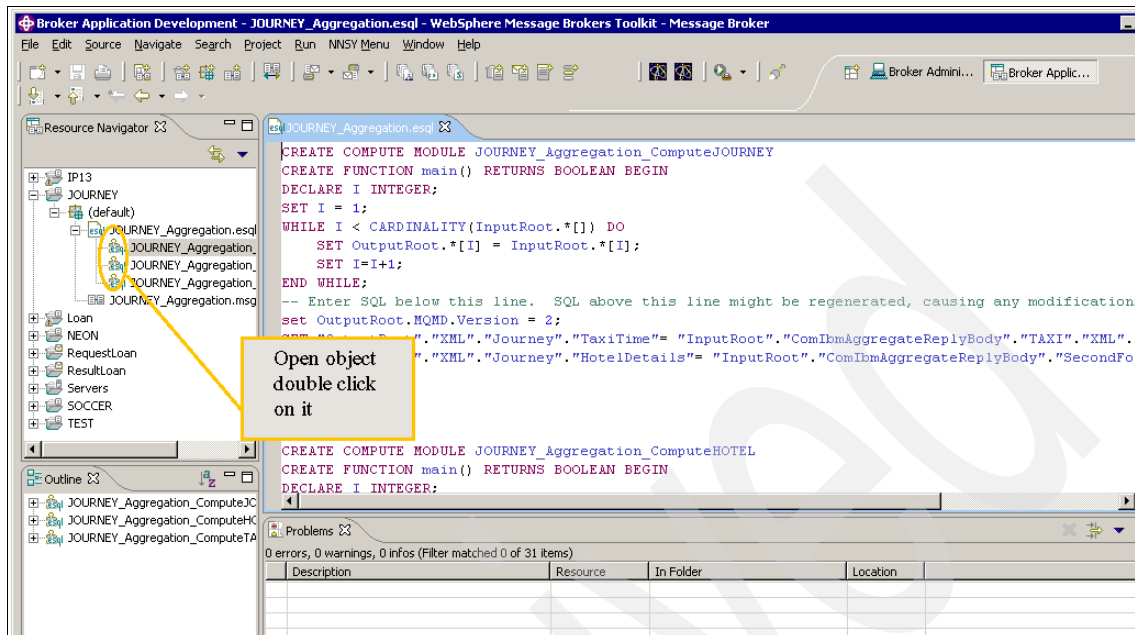 Broker Application Development - JOURNEY_Aggregation.esql - WebSphere Message Brokers Toolkit - Message Broker
File Edit Source Navigate Search Project Run NNSY Menu Window Help
Broker Admini... Broker Applic...
Resource Navigator
IP13
JOURNEY
(default)
JOURNEY_Aggregation.esql
JOURNEY_Aggregation_
JOURNEY_Aggregation_
JOURNEY_Aggregation_
JOURNEY_Aggregation.msg
Loan
NEON
RequestLoan
ResultLoan
Servers
SOCCER
TEST
Open object
double click
on it
Outline
JOURNEY_Aggregation_ComputeJO
JOURNEY_Aggregation_ComputeHO
JOURNEY_Aggregation_ComputeTA
JOURNEY_Aggregation.esql
CREATE COMPUTE MODULE JOURNEY_Aggregation_ComputeJOURNEY
CREATE FUNCTION main() RETURNS BOOLEAN BEGIN
DECLARE I INTEGER;
SET I = 1;
WHILE I < CARDINALITY(InputRoot.*[]) DO
SET OutputRoot.*[I] = InputRoot.*[I];
SET I=I+1;
END WHILE;
-- Enter SQL below this line. SQL above this line might be regenerated, causing any modification
set OutputRoot.MQMD.Version = 2;
"."XML"."Journey"."TaxiTime"= "InputRoot"."ComIbmAggregateReplyBody"."TAXI"."XML".
"."XML"."Journey"."HotelDetails"= "InputRoot"."ComIbmAggregateReplyBody"."SecondFo
CREATE COMPUTE MODULE JOURNEY_Aggregation_ComputeHOTEL
CREATE FUNCTION main() RETURNS BOOLEAN BEGIN
DECLARE I INTEGER;
Problems
0 errors, 0 warnings, 0 infos (Filter matched 0 of 31 items)
Description Resource In Folder Location